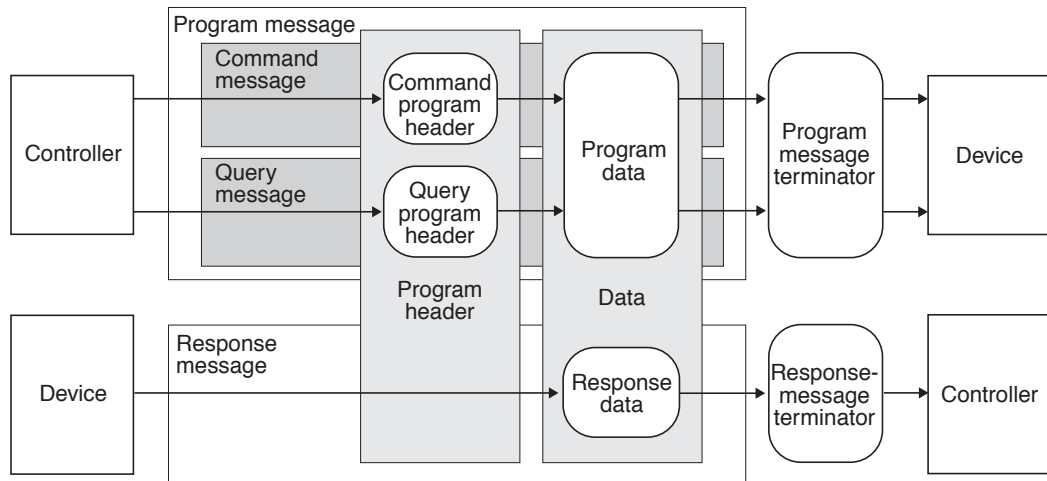 Program message
Command
message
Command
program
header
Controller
Program
data
Program
message
terminator
Device
Query
message
Query
program
header
Program
header
Data
Response
message
Device
Response
data
Response-
message
terminator
Controller